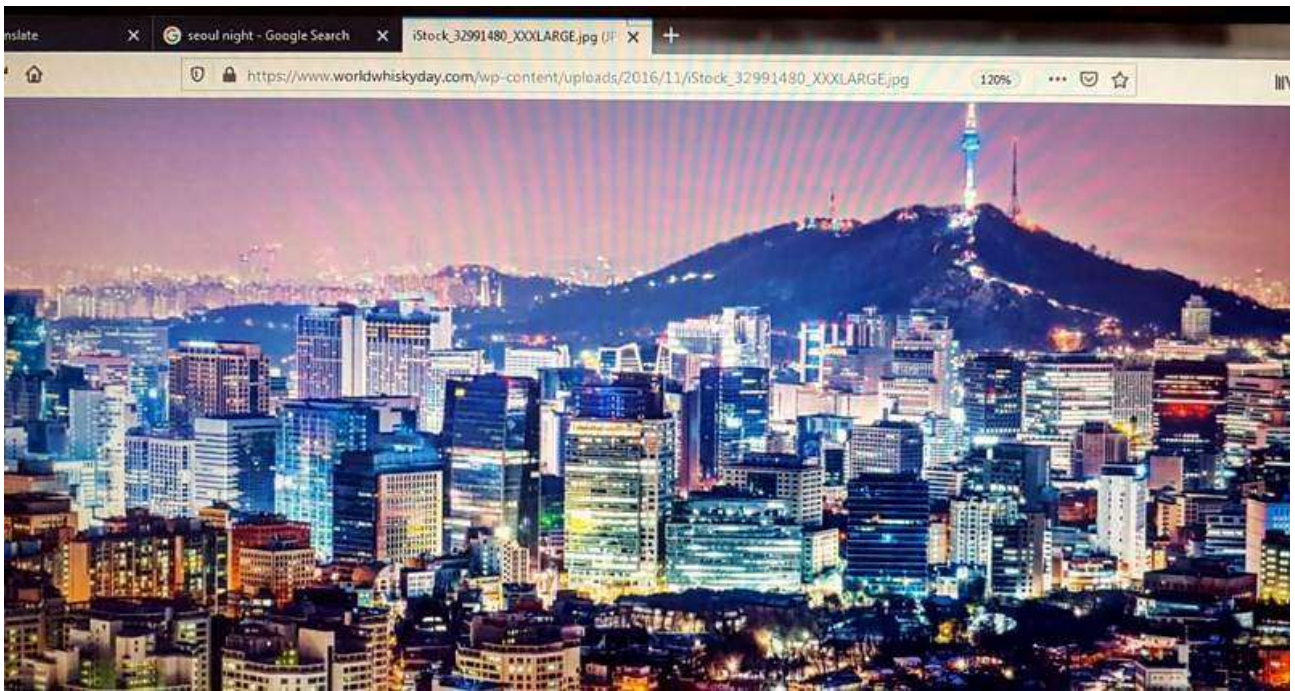 nslate
seoul night - Google Search
iStock_32991480_XXXLARGE.jpg (JP
https://www.worldwhiskyday.com/wp-content/uploads/2016/11/iStock_32991480_XXXLARGE.jpg
120%